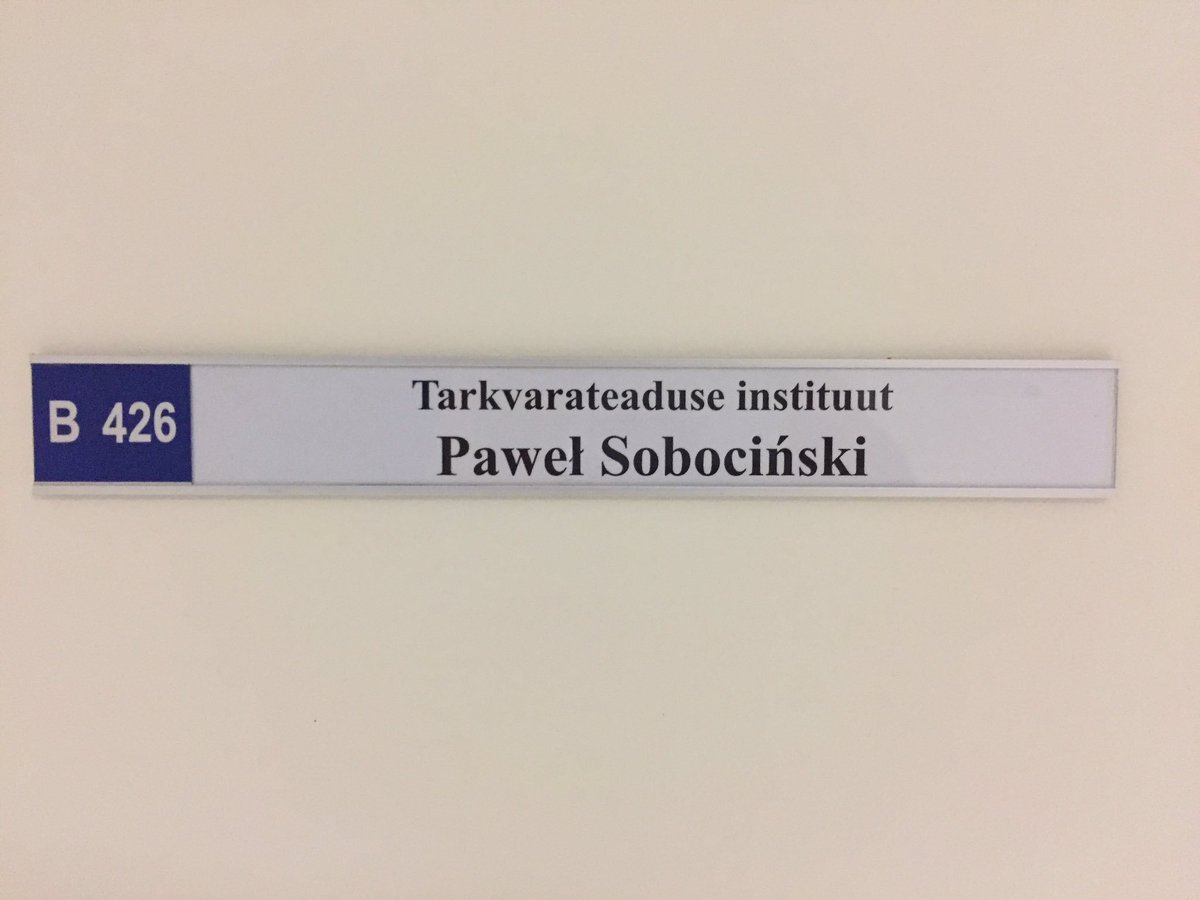 B 426
Tarkvarateaduse instituut
Paweł Sobociński